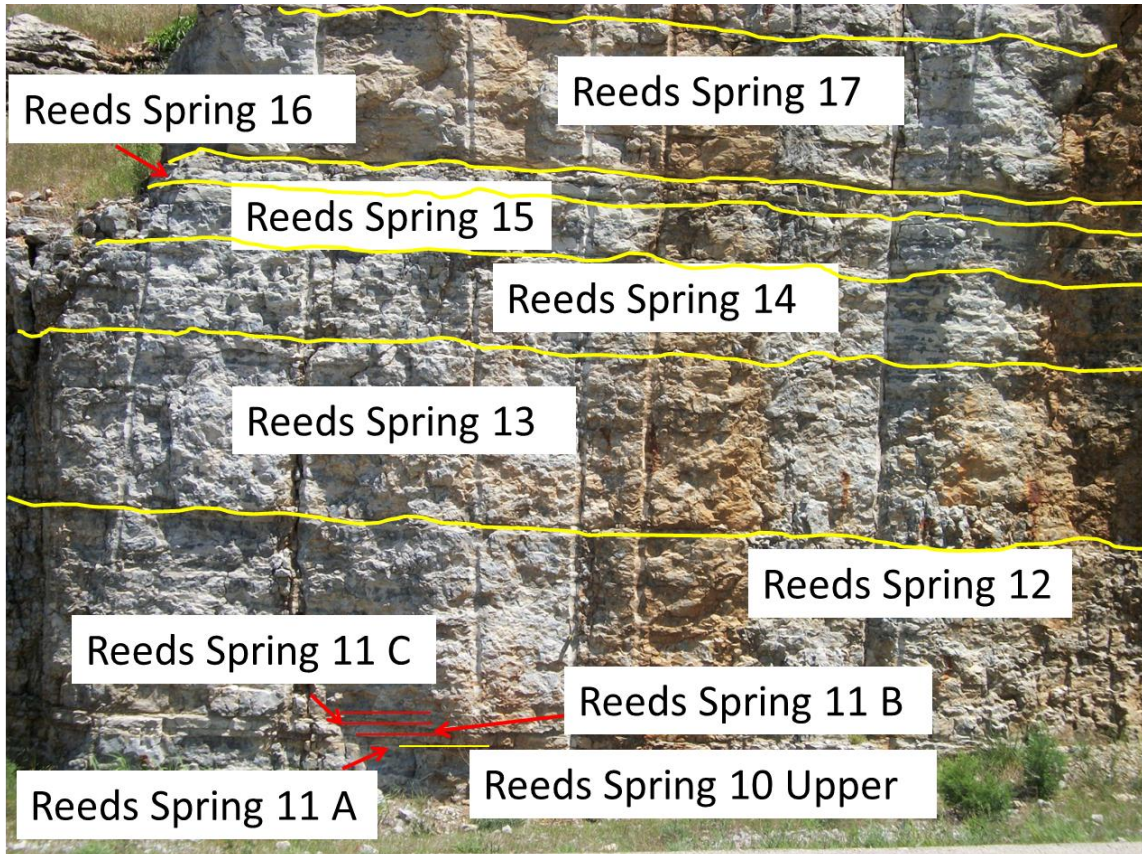 Reeds Spring 17
Reeds Spring 16
Reeds Spring 15
Reeds Spring 14
Reeds Spring 13
Reeds Spring 12
Reeds Spring 11 C
Reeds Spring 11 B
Reeds Spring 10 Upper
Reeds Spring 11 A